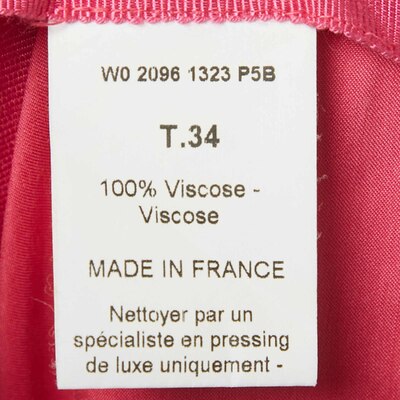 W0 2096 1323 P5B
T.34
100% Viscose -
Viscose
MADE IN FRANCE
Nettoyer par un
spécialiste en pressing
de luxe uniquement -